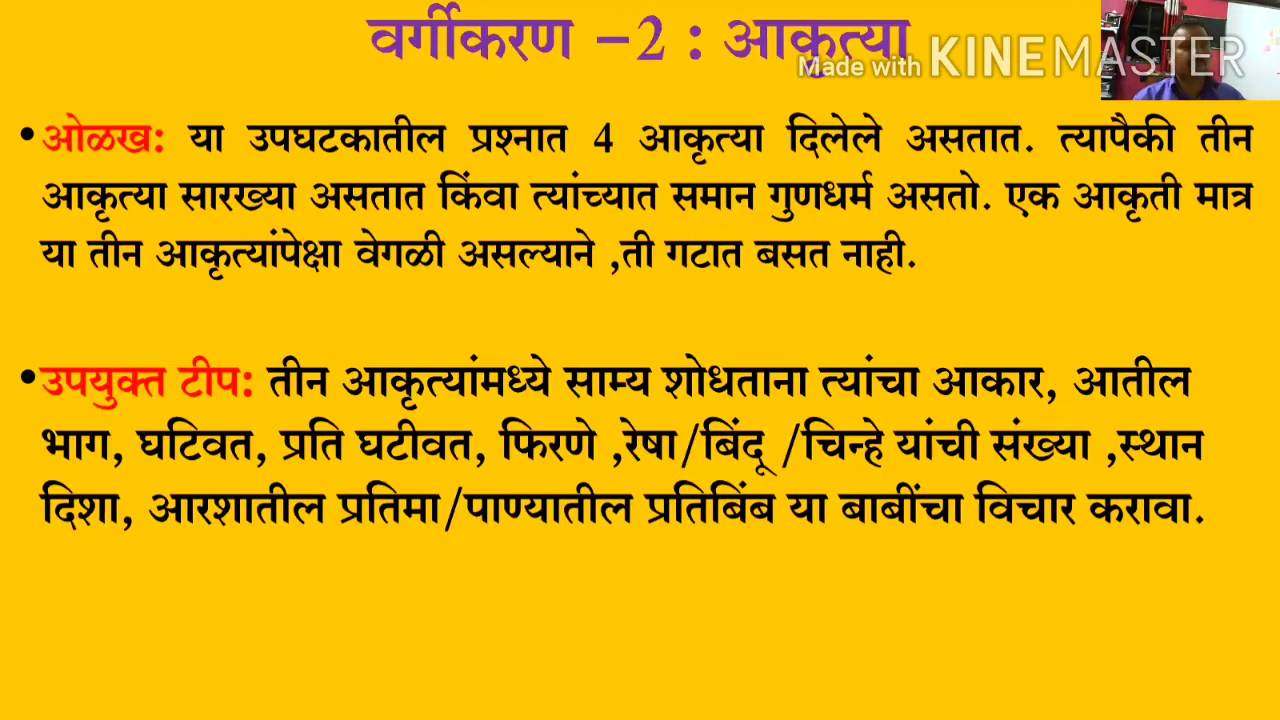 वर्गीकरण –2 : आकृत्या
Made with KINEMASTER
• ओळख: या उपघटकातील प्रश्नात 4 आकृत्या दिलेले असतात. त्यापैकी तीन
आकृत्या सारख्या असतात किंवा त्यांच्यात समान गुणधर्म असतो. एक आकृती मात्र
या तीन आकृत्यांपेक्षा वेगळी असल्याने ,ती गटात बसत नाही.
• उपयुक्त टीप: तीन आकृत्यांमध्ये साम्य शोधताना त्यांचा आकार, आतील
भाग, घटिवत, प्रति घटीवत, फिरणे ,रेषा/बिंदू /चिन्हे यांची संख्या ,स्थान
दिशा, आरशातील प्रतिमा/पाण्यातील प्रतिबिंब या बाबींचा विचार करावा.